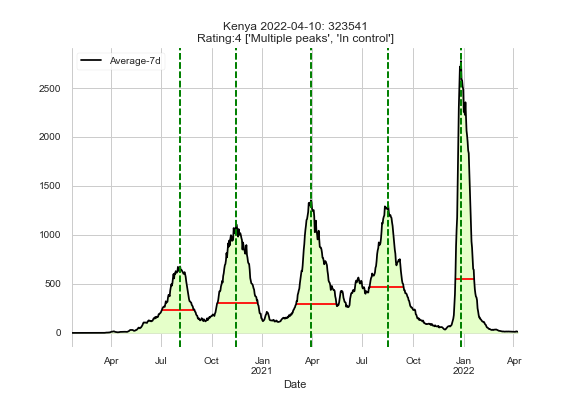 Kenya 2022-04-10: 323541
Rating:4 ['Multiple peaks', 'In control']
Average-7d
2500
2000
1500
1000
500
0
Apr Jul Oct Jan Apr Jul Oct Jan Apr
2021 2022
Date